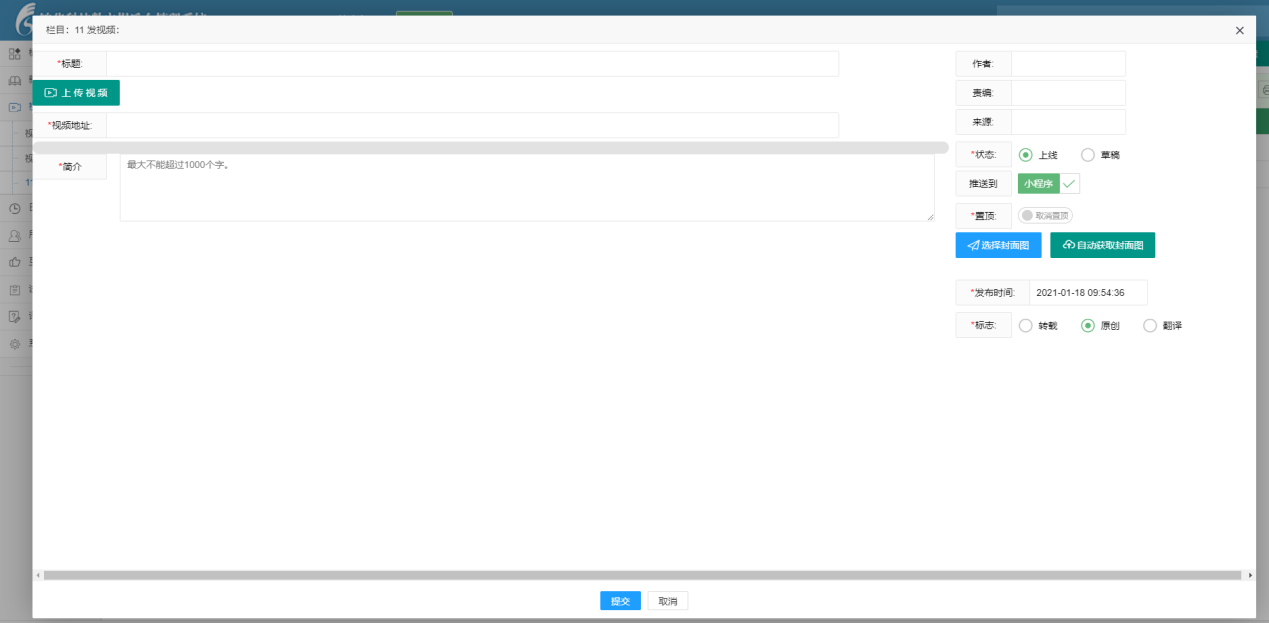 栏目：11 发视频：
*标题:
上传视频
*视频地址:
*简介
最大不能超过1000个字。
作者:
责编:
来源:
*状态: 上线 草稿
推送到 小程序
*置顶: 取消置顶
选择封面图 自动获取封面图
*发布时间: 2021-01-18 09:54:36
*标志: 转载 原创 翻译
提交 取消